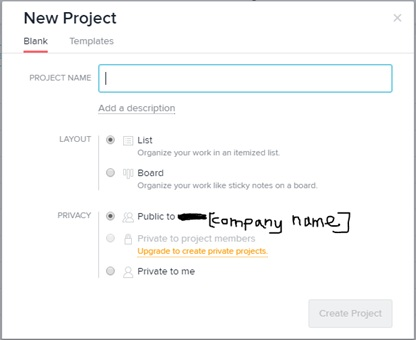 New Project
×
Blank Templates
PROJECT NAME
Add a description
LAYOUT List
Organize your work in an itemized list.
Board
Organize your work like sticky notes on a board.
PRIVACY Public to [company name]
Private to project members
Upgrade to create private projects.
Private to me
Create Project